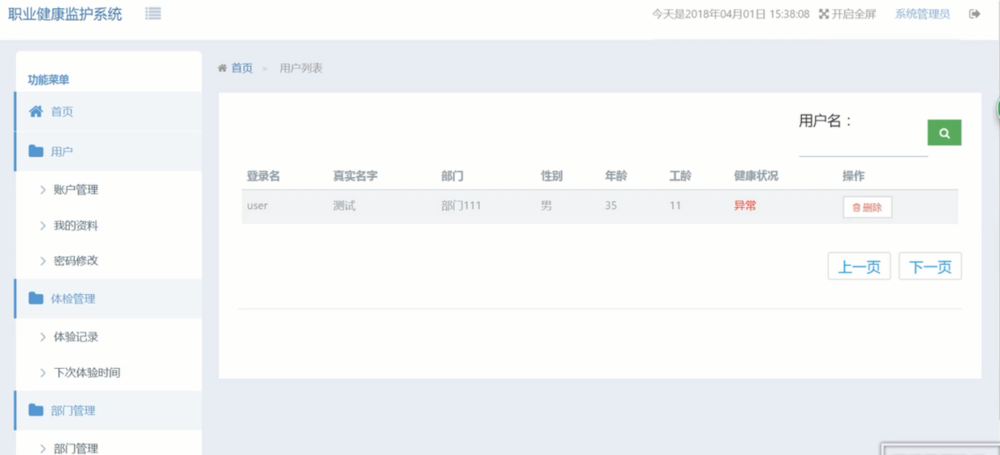 职业健康监护系统
今天是2018年04月01日 15:38:08 开启全屏 系统管理员
功能菜单
首页
用户
账户管理
我的资料
密码修改
体检管理
体验记录
下次体验时间
部门管理
部门管理
首页 » 用户列表
用户名：
登录名 真实名字 部门 性别 年龄 工龄 健康状况 操作
user 测试 部门111 男 35 11 异常 删除
上一页 下一页